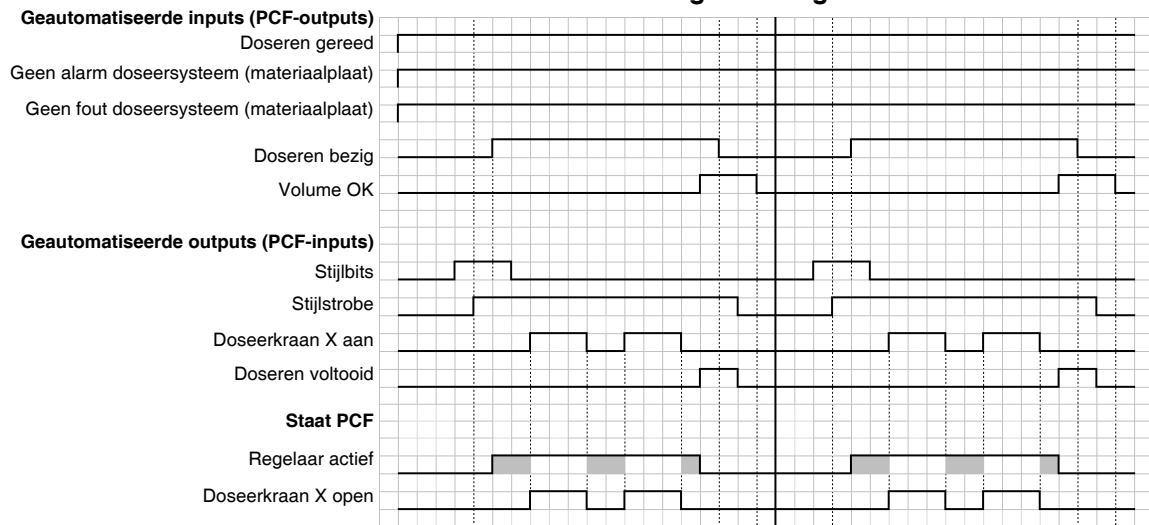 Geautomatiseerde inputs (PCF-outputs)
Doseren gereed
Geen alarm doseersysteem (materiaalplaat)
Geen fout doseersysteem (materiaalplaat)
Doseren bezig
Volume OK
Geautomatiseerde outputs (PCF-inputs)
Stijlbits
Stijlstrobe
Doseerkraan X aan
Doseren voltooid
Staat PCF
Regelaar actief
Doseerkraan X open